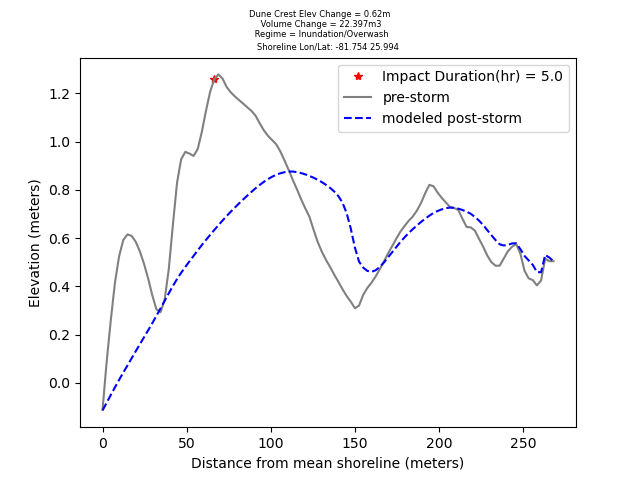 Dune Crest Elev Change = 0.62m
Volume Change = 22.397m3
Regime = Inundation/Overwash
Shoreline Lon/Lat: -81.754 25.994
Impact Duration(hr) = 5.0
pre-storm
modeled post-storm
1.2
1.0
0.8
0.6
0.4
0.2
0.0
Elevation (meters)
0 50 100 150 200 250
Distance from mean shoreline (meters)